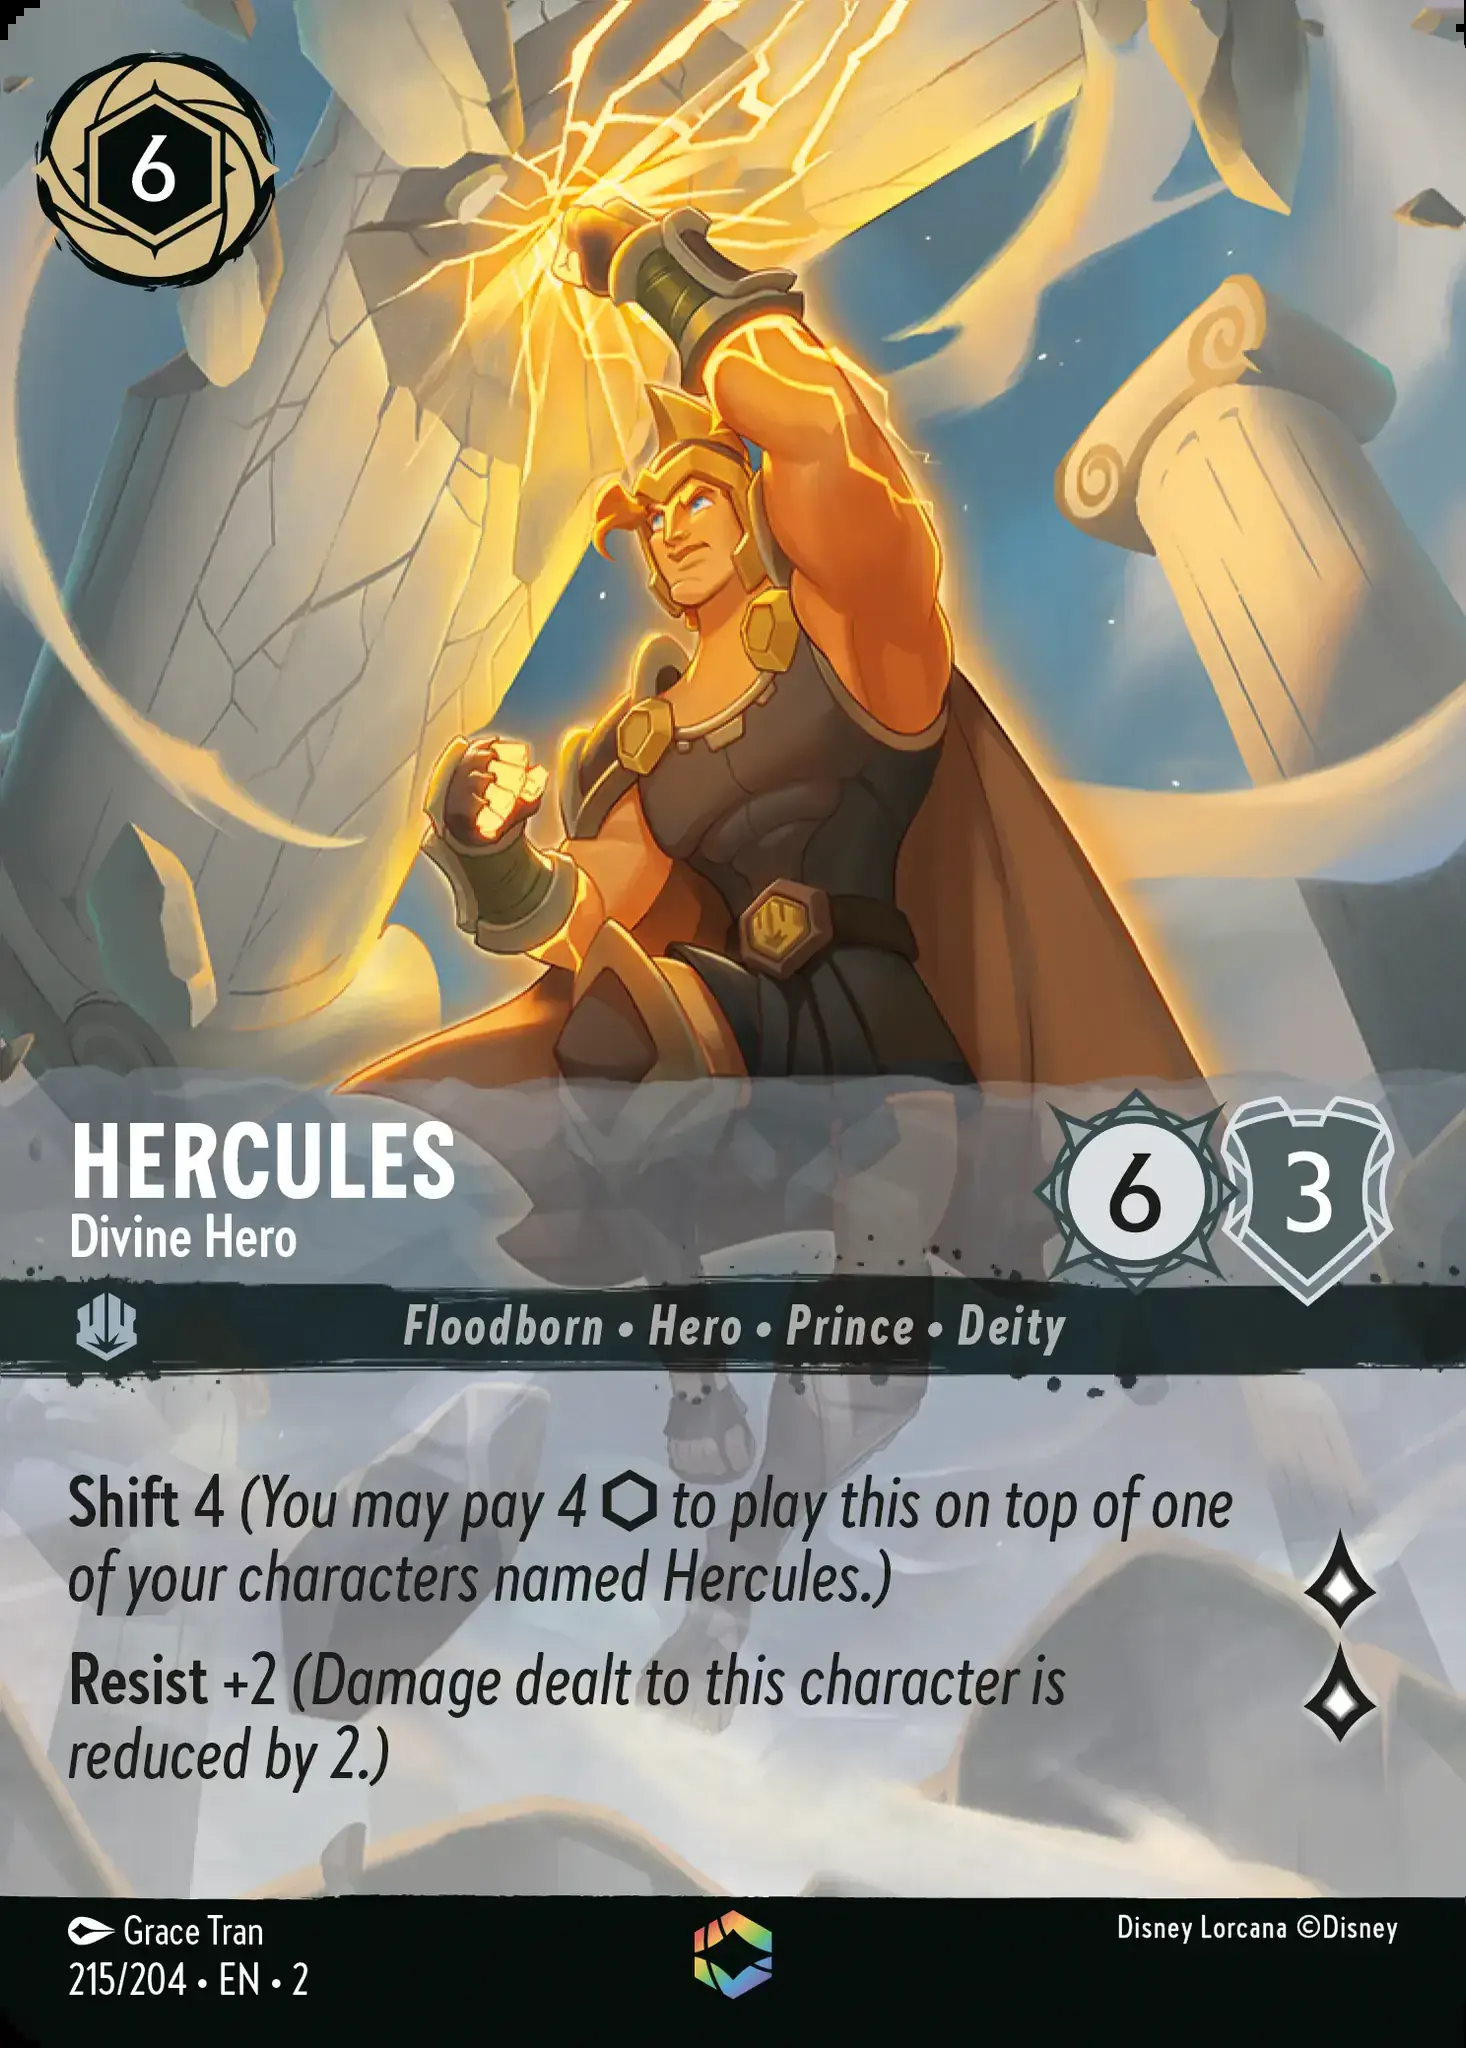 6
HERCULES
Divine Hero
6 3
Floodborn • Hero • Prince • Deity
Shift 4 (You may pay 4 ⬡ to play this on top of one
of your characters named Hercules.)
Resist +2 (Damage dealt to this character is
reduced by 2.)
Grace Tran
215/204 • EN • 2
Disney Lorcana ©Disney